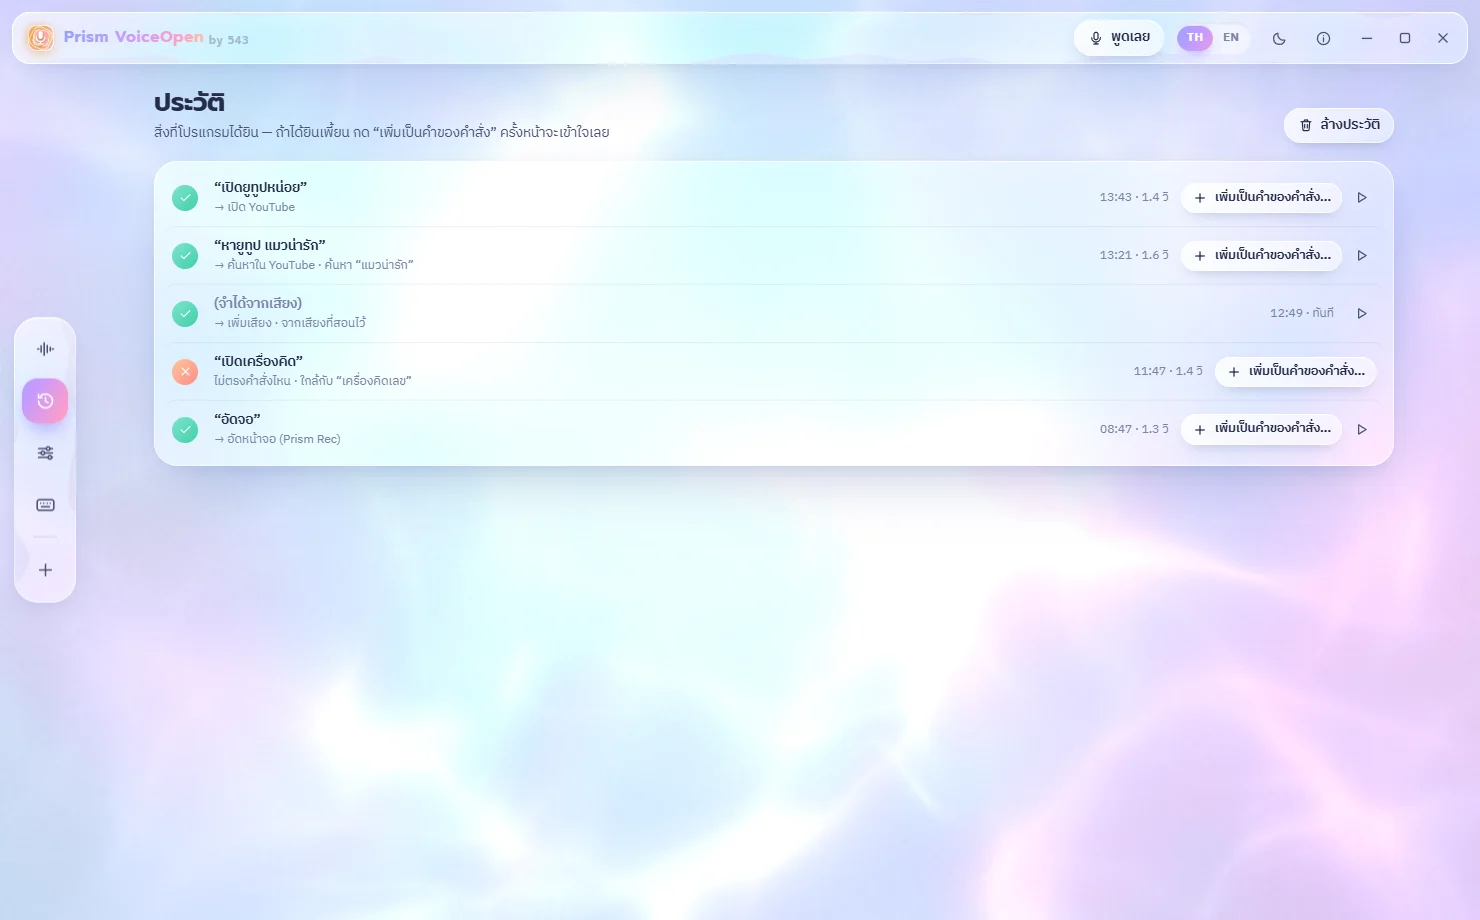 Prism VoiceOpen by 543
พูดเลย
TH EN
ประวัติ
สิ่งที่โปรแกรมได้ยิน — ถ้าได้ยินเพี้ยน กด “เพิ่มเป็นคำของคำสั่ง” ครั้งหน้าจะเข้าใจเลย
ล้างประวัติ
“เปิดยูทูปหน่อย”
→ เปิด YouTube
13:43 · 1.4 วิ
เพิ่มเป็นคำของคำสั่ง...
“หายูทูป แมวน่ารัก”
→ ค้นหาใน YouTube · ค้นหา “แมวน่ารัก”
13:21 · 1.6 วิ
เพิ่มเป็นคำของคำสั่ง...
(จำได้จากเสียง)
→ เพิ่มเสียง · จากเสียงที่สอนไว้
12:49 · ทันที
“เปิดเครื่องคิด”
ไม่ตรงคำสั่งไหน · ใกล้กับ “เครื่องคิดเลข”
11:47 · 1.4 วิ
เพิ่มเป็นคำของคำสั่ง...
“อัดจอ”
→ อัดหน้าจอ (Prism Rec)
08:47 · 1.3 วิ
เพิ่มเป็นคำของคำสั่ง...